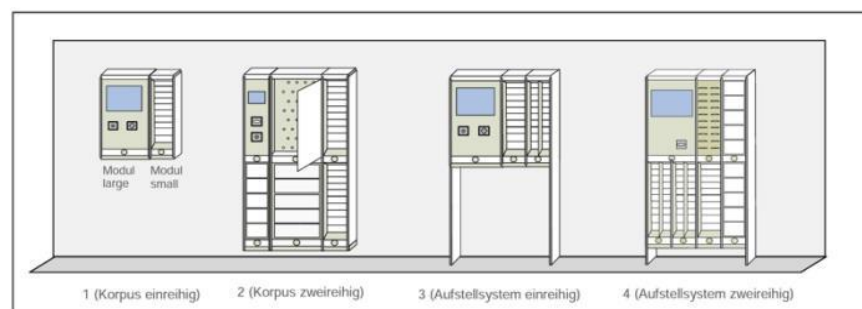 Modul
large
Modul
small
1 (Korpus einreihig)
2 (Korpus zweireihig)
3 (Aufstellsystem einreihig)
4 (Aufstellsystem zweireihig)